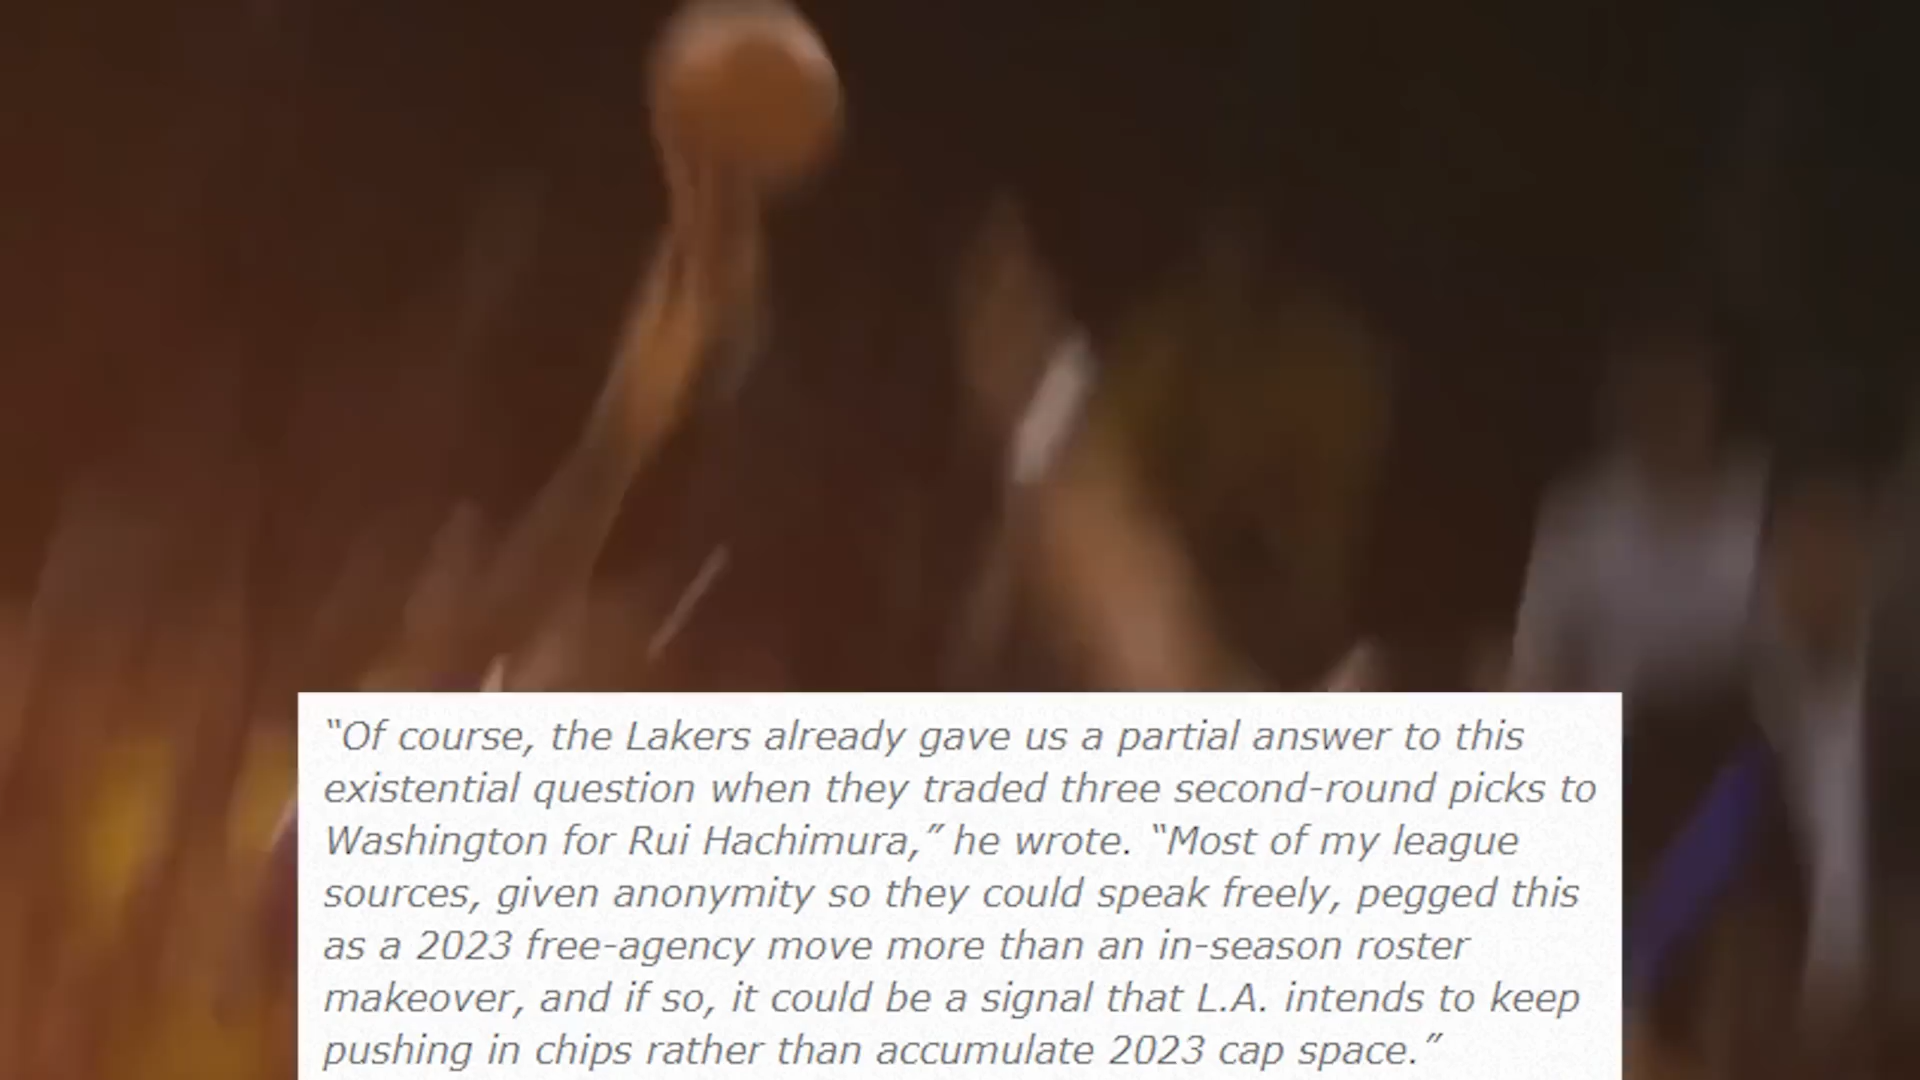 “Of course, the Lakers already gave us a partial answer to this
existential question when they traded three second-round picks to
Washington for Rui Hachimura,” he wrote. “Most of my league
sources, given anonymity so they could speak freely, pegged this
as a 2023 free-agency move more than an in-season roster
makeover, and if so, it could be a signal that L.A. intends to keep
pushing in chips rather than accumulate 2023 cap space.”